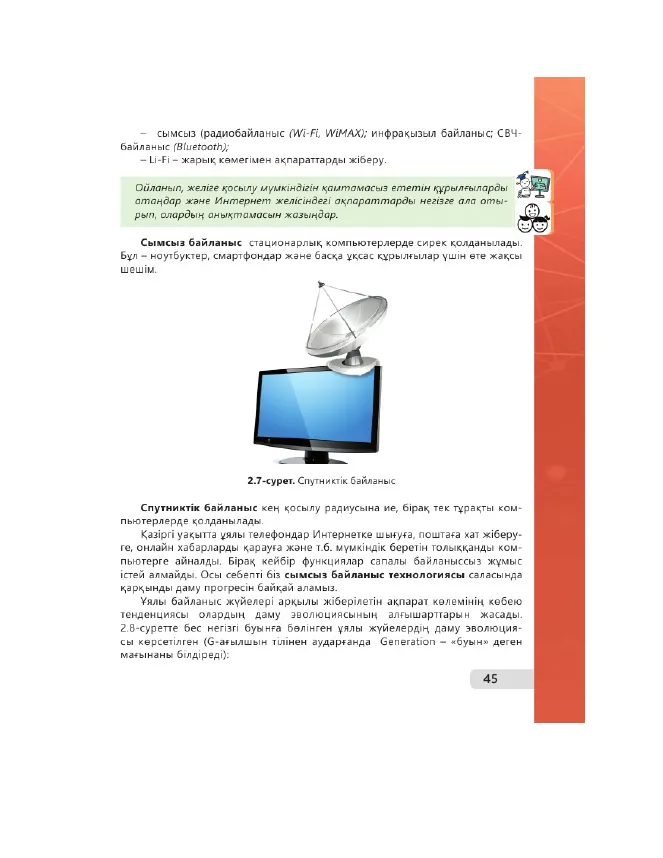 – сымсыз (радиобайланыс (Wi-Fi, WiMAX); инфрақызыл байланыс; СВЧ-
байланыс (Bluetooth);
– Li-Fi – жарық көмегімен ақпараттарды жіберу.
Ойланып, желіге қосылу мүмкіндігін қамтамасыз ететін құрылғыларды
атаңдар және Интернет желісіндегі ақпараттарды негізге ала оты-
рып, олардың анықтамасын жазыңдар.
Сымсыз байланыс стационарлық компьютерлерде сирек қолданылады.
Бұл – ноутбуктер, смартфондар және басқа ұқсас құрылғылар үшін өте жақсы
шешім.
2.7-сурет. Спутниктік байланыс
Спутниктік байланыс кең қосылу радиусына ие, бірақ тек тұрақты ком-
пьютерлерде қолданылады.
Қазіргі уақытта ұялы телефондар Интернетке шығуға, поштаға хат жіберу-
ге, онлайн хабарларды қарауға және т.б. мүмкіндік беретін толыққанды ком-
пьютерге айналды. Бірақ кейбір функциялар сапалы байланыссыз жұмыс
істей алмайды. Осы себепті біз сымсыз байланыс технологиясы саласында
қарқынды даму прогресін байқай аламыз.
Ұялы байланыс жүйелері арқылы жіберілетін ақпарат көлемінің көбею
тенденциясы олардың даму эволюциясының алғышарттарын жасады.
2.8-суретте бес негізгі буынға бөлінген ұялы жүйелердің даму эволюция-
сы көрсетілген (G-ағылшын тілінен аударғанда Generation – «буын» деген
мағынаны білдіреді):
45